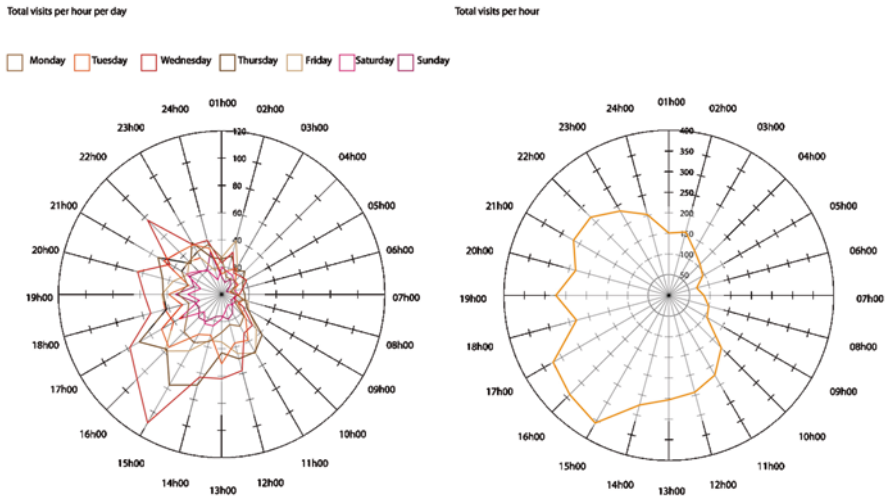 Total visits per hour per day
Monday Tuesday Wednesday Thursday Friday Saturday Sunday
01h00
02h00
03h00
04h00
05h00
06h00
07h00
08h00
09h00
10h00
11h00
12h00
13h00
14h00
15h00
16h00
17h00
18h00
19h00
20h00
21h00
22h00
23h00
24h00
120
100
80
60
40
Total visits per hour
01h00
02h00
03h00
04h00
05h00
06h00
07h00
08h00
09h00
10h00
11h00
12h00
13h00
14h00
15h00
16h00
17h00
18h00
19h00
20h00
21h00
22h00
23h00
24h00
400
350
300
250
200
150
50